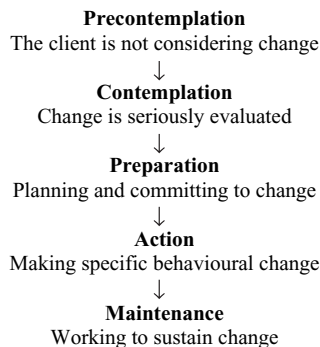 Precontemplation
The client is not considering change
↓
Contemplation
Change is seriously evaluated
↓
Preparation
Planning and committing to change
↓
Action
Making specific behavioural change
↓
Maintenance
Working to sustain change